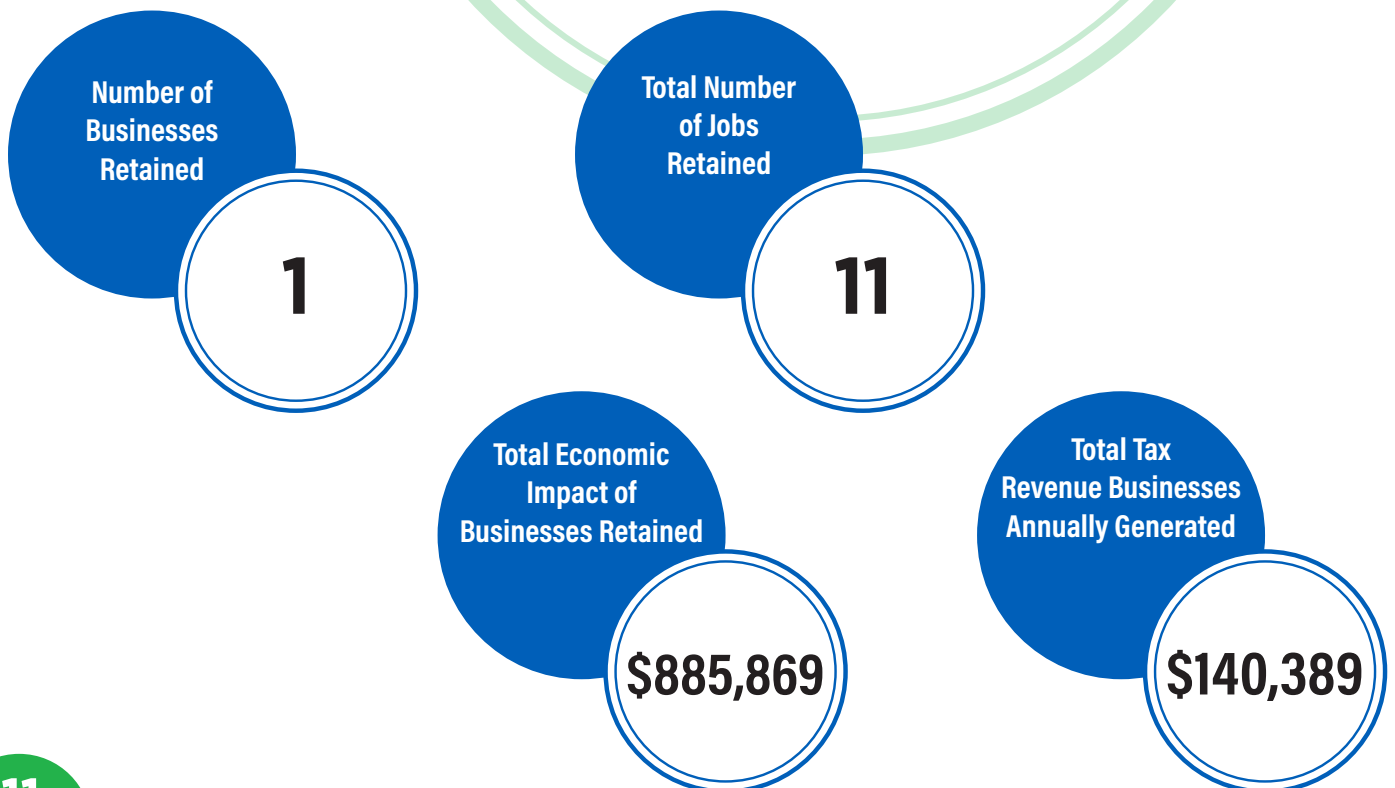 Number of
Businesses
Retained
1
Total Number
of Jobs
Retained
11
Total Economic
Impact of
Businesses Retained
$885,869
Total Tax
Revenue Businesses
Annually Generated
$140,389
11